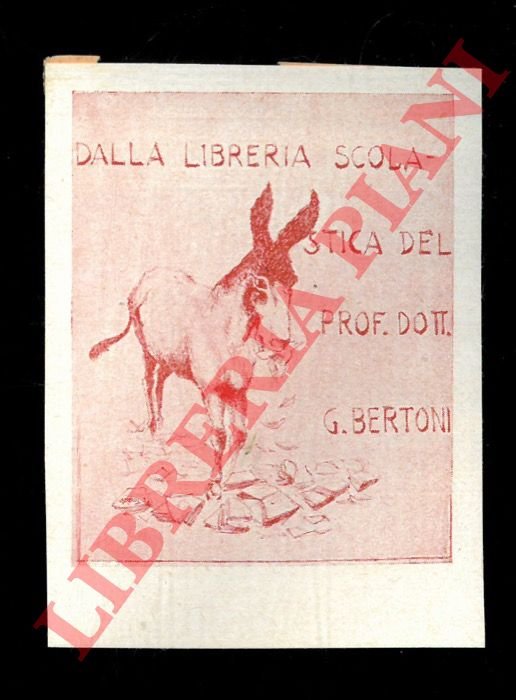 DALLA LIBRERIA SCOLA-
STICA DEL
PROF. DOTT.
G. BERTONI
LIBRERIA PIANI